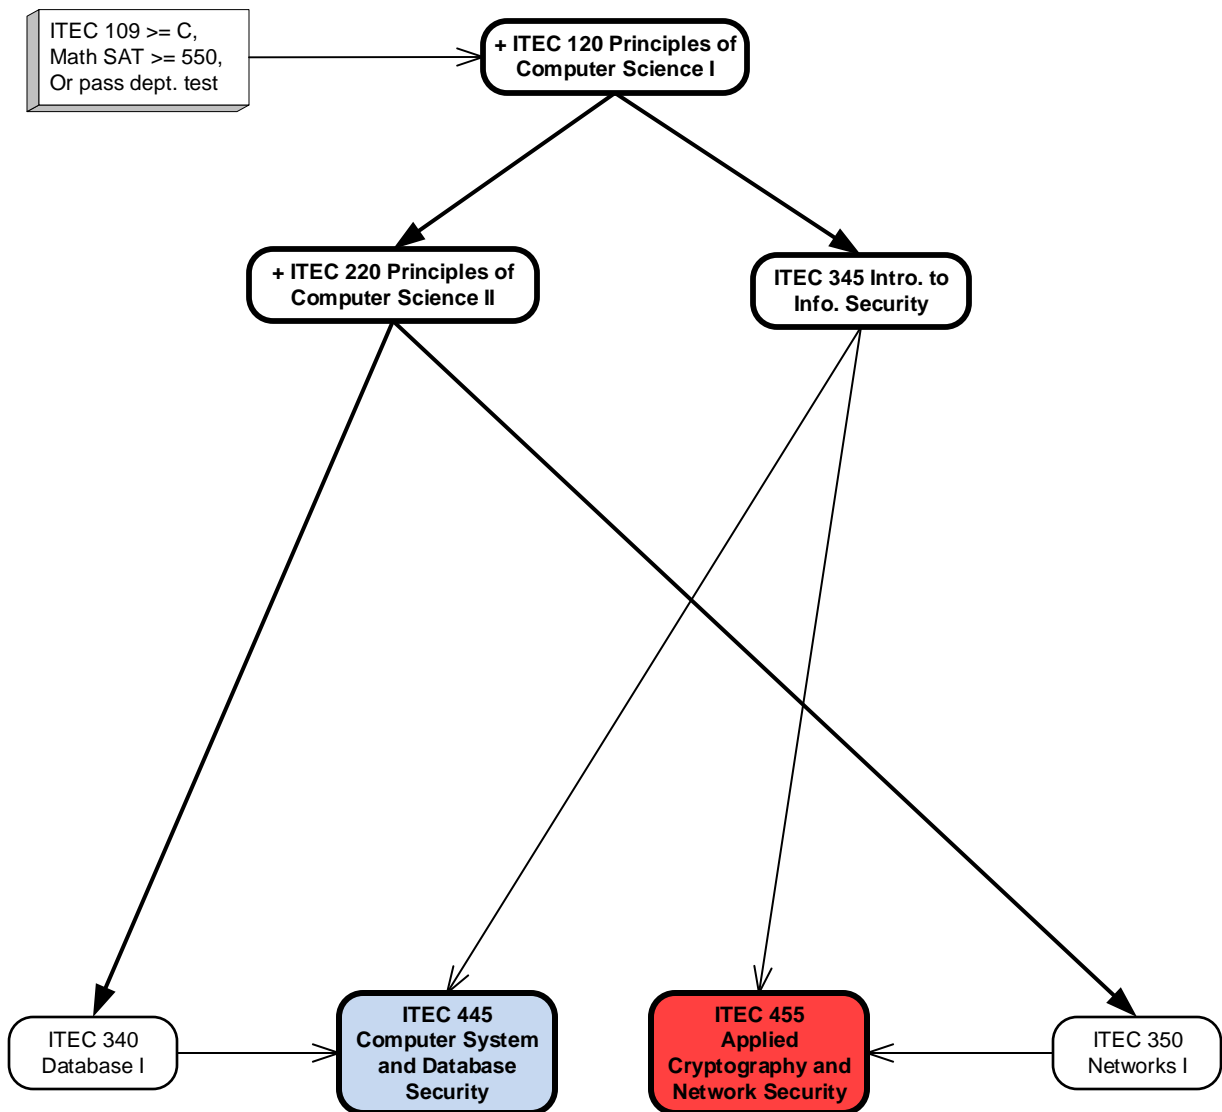 ITEC 109 >= C,
Math SAT >= 550,
Or pass dept. test
+ ITEC 120 Principles of
Computer Science I
+ ITEC 220 Principles of
Computer Science II
ITEC 345 Intro. to
Info. Security
ITEC 340
Database I
ITEC 445
Computer System
and Database
Security
ITEC 455
Applied
Cryptography and
Network Security
ITEC 350
Networks I